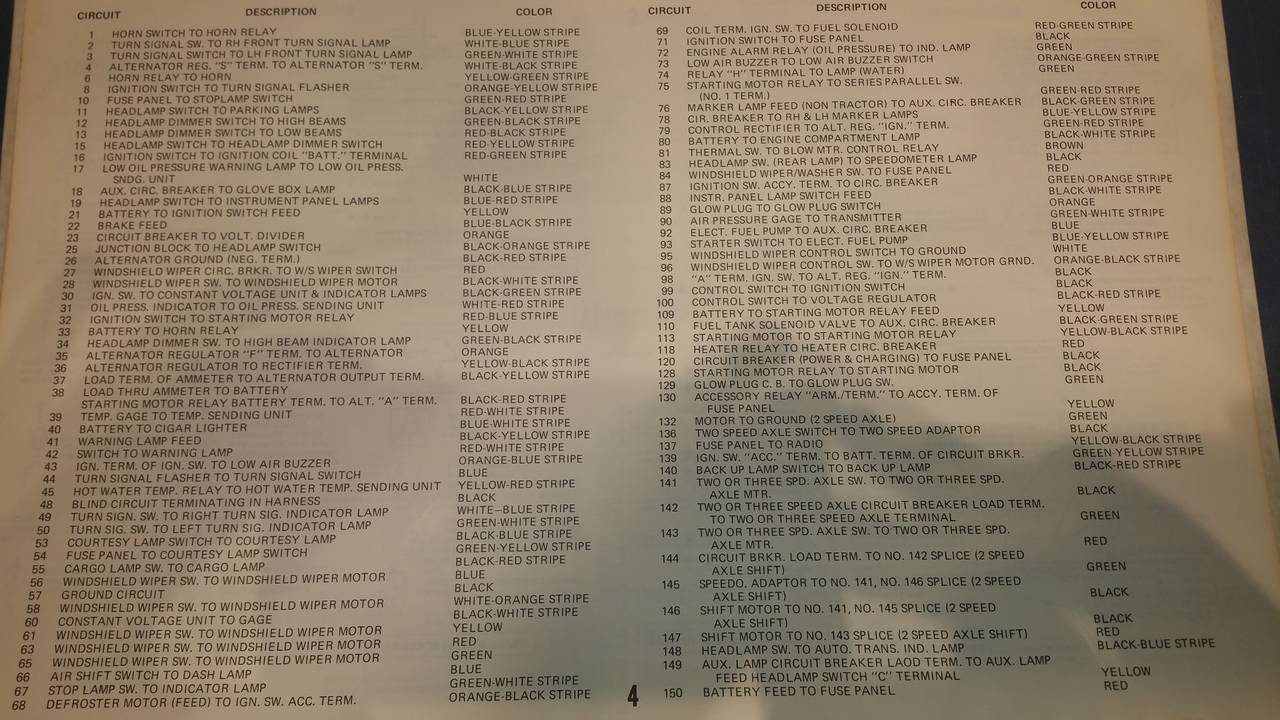 CIRCUIT DESCRIPTION COLOR
1 HORN SWITCH TO HORN RELAY BLUE-YELLOW STRIPE
2 TURN SIGNAL SW. TO RH FRONT TURN SIGNAL LAMP WHITE-BLUE STRIPE
3 TURN SIGNAL SWITCH TO LH FRONT TURN SIGNAL LAMP GREEN-WHITE STRIPE
4 ALTERNATOR REG. "S" TERM. TO ALTERNATOR "S" TERM. WHITE-BLACK STRIPE
6 HORN RELAY TO HORN YELLOW-GREEN STRIPE
8 IGNITION SWITCH TO TURN SIGNAL FLASHER ORANGE-YELLOW STRIPE
10 FUSE PANEL TO STOPLAMP SWITCH GREEN-RED STRIPE
11 HEADLAMP SWITCH TO PARKING LAMPS BLACK-YELLOW STRIPE
12 HEADLAMP DIMMER SWITCH TO HIGH BEAMS GREEN-BLACK STRIPE
13 HEADLAMP DIMMER SWITCH TO LOW BEAMS RED-BLACK STRIPE
15 HEADLAMP SWITCH TO HEADLAMP DIMMER SWITCH RED-YELLOW STRIPE
16 IGNITION SWITCH TO IGNITION COIL "BATT." TERMINAL RED-GREEN STRIPE
17 LOW OIL PRESSURE WARNING LAMP TO LOW OIL PRESS.
SNDG. UNIT WHITE
18 AUX. CIRC. BREAKER TO GLOVE BOX LAMP BLACK-BLUE STRIPE
19 HEADLAMP SWITCH TO INSTRUMENT PANEL LAMPS BLUE-RED STRIPE
21 BATTERY TO IGNITION SWITCH FEED YELLOW
22 BRAKE FEED BLUE-BLACK STRIPE
23 CIRCUIT BREAKER TO VOLT. DIVIDER ORANGE
25 JUNCTION BLOCK TO HEADLAMP SWITCH BLACK-ORANGE STRIPE
26 ALTERNATOR GROUND (NEG. TERM.) BLACK-RED STRIPE
27 WINDSHIELD WIPER CIRC. BRKR. TO W/S WIPER SWITCH RED
28 WINDSHIELD WIPER SW. TO WINDSHIELD WIPER MOTOR BLACK-WHITE STRIPE
30 IGN. SW. TO CONSTANT VOLTAGE UNIT & INDICATOR LAMPS BLACK-GREEN STRIPE
31 OIL PRESS. INDICATOR TO OIL PRESS. SENDING UNIT WHITE-RED STRIPE
32 IGNITION SWITCH TO STARTING MOTOR RELAY RED-BLUE STRIPE
33 BATTERY TO HORN RELAY YELLOW
34 HEADLAMP DIMMER SW. TO HIGH BEAM INDICATOR LAMP GREEN-BLACK STRIPE
35 ALTERNATOR REGULATOR "F" TERM. TO ALTERNATOR ORANGE
36 ALTERNATOR REGULATOR TO RECTIFIER TERM. YELLOW-BLACK STRIPE
37 LOAD TERM. OF AMMETER TO ALTERNATOR OUTPUT TERM. BLACK-YELLOW STRIPE
38 LOAD THRU AMMETER TO BATTERY
STARTING MOTOR RELAY BATTERY TERM. TO ALT. "A" TERM. BLACK-RED STRIPE
39 TEMP. GAGE TO TEMP. SENDING UNIT RED-WHITE STRIPE
40 BATTERY TO CIGAR LIGHTER BLUE-WHITE STRIPE
41 WARNING LAMP FEED BLACK-YELLOW STRIPE
42 SWITCH TO WARNING LAMP RED-WHITE STRIPE
43 IGN. TERM. OF IGN. SW. TO LOW AIR BUZZER ORANGE-BLUE STRIPE
44 TURN SIGNAL FLASHER TO TURN SIGNAL SWITCH BLUE
45 HOT WATER TEMP. RELAY TO HOT WATER TEMP. SENDING UNIT YELLOW-RED STRIPE
48 BLIND CIRCUIT TERMINATING IN HARNESS BLACK
49 TURN SIGN. SW. TO RIGHT TURN SIG. INDICATOR LAMP WHITE–BLUE STRIPE
50 TURN SIG. SW. TO LEFT TURN SIG. INDICATOR LAMP GREEN-WHITE STRIPE
53 COURTESY LAMP SWITCH TO COURTESY LAMP BLACK-BLUE STRIPE
54 FUSE PANEL TO COURTESY LAMP SWITCH GREEN-YELLOW STRIPE
55 CARGO LAMP SW. TO CARGO LAMP BLACK-RED STRIPE
56 WINDSHIELD WIPER SW. TO WINDSHIELD WIPER MOTOR BLUE
57 GROUND CIRCUIT BLACK
58 WINDSHIELD WIPER SW. TO WINDSHIELD WIPER MOTOR WHITE-ORANGE STRIPE
60 CONSTANT VOLTAGE UNIT TO GAGE BLACK-WHITE STRIPE
61 WINDSHIELD WIPER SW. TO WINDSHIELD WIPER MOTOR YELLOW
63 WINDSHIELD WIPER SW. TO WINDSHIELD WIPER MOTOR RED
65 WINDSHIELD WIPER SW. TO WINDSHIELD WIPER MOTOR GREEN
66 AIR SHIFT SWITCH TO DASH LAMP BLUE
67 STOP LAMP SW. TO INDICATOR LAMP GREEN-WHITE STRIPE
68 DEFROSTER MOTOR (FEED) TO IGN. SW. ACC. TERM. ORANGE-BLACK STRIPE
CIRCUIT DESCRIPTION COLOR
69 COIL TERM. IGN. SW. TO FUEL SOLENOID RED-GREEN STRIPE
71 IGNITION SWITCH TO FUSE PANEL BLACK
72 ENGINE ALARM RELAY (OIL PRESSURE) TO IND. LAMP GREEN
73 LOW AIR BUZZER TO LOW AIR BUZZER SWITCH ORANGE-GREEN STRIPE
74 RELAY "H" TERMINAL TO LAMP (WATER) GREEN
75 STARTING MOTOR RELAY TO SERIES PARALLEL SW.
(NO. 1 TERM.) GREEN-RED STRIPE
76 MARKER LAMP FEED (NON TRACTOR) TO AUX. CIRC. BREAKER BLACK-GREEN STRIPE
78 CIR. BREAKER TO RH & LH MARKER LAMPS BLUE-YELLOW STRIPE
79 CONTROL RECTIFIER TO ALT. REG. "IGN." TERM. GREEN-RED STRIPE
80 BATTERY TO ENGINE COMPARTMENT LAMP BLACK-WHITE STRIPE
81 THERMAL SW. TO BLOW MTR. CONTROL RELAY BROWN
83 HEADLAMP SW. (REAR LAMP) TO SPEEDOMETER LAMP BLACK
84 WINDSHIELD WIPER/WASHER SW. TO FUSE PANEL RED
87 IGNITION SW. ACCY. TERM. TO CIRC. BREAKER GREEN-ORANGE STRIPE
88 INSTR. PANEL LAMP SWITCH FEED BLACK-WHITE STRIPE
89 GLOW PLUG TO GLOW PLUG SWITCH ORANGE
90 AIR PRESSURE GAGE TO TRANSMITTER GREEN-WHITE STRIPE
92 ELECT. FUEL PUMP TO AUX. CIRC. BREAKER BLUE
93 STARTER SWITCH TO ELECT. FUEL PUMP BLUE-YELLOW STRIPE
95 WINDSHIELD WIPER CONTROL SWITCH TO GROUND WHITE
96 WINDSHIELD WIPER CONTROL SW. TO W/S WIPER MOTOR GRND. ORANGE-BLACK STRIPE
98 "A" TERM. IGN. SW. TO ALT. REG. "IGN." TERM. BLACK
99 CONTROL SWITCH TO IGNITION SWITCH BLACK
100 CONTROL SWITCH TO VOLTAGE REGULATOR BLACK-RED STRIPE
109 BATTERY TO STARTING MOTOR RELAY FEED YELLOW
110 FUEL TANK SOLENOID VALVE TO AUX. CIRC. BREAKER BLACK-GREEN STRIPE
113 STARTING MOTOR TO STARTING MOTOR RELAY YELLOW-BLACK STRIPE
118 HEATER RELAY TO HEATER CIRC. BREAKER RED
120 CIRCUIT BREAKER (POWER & CHARGING) TO FUSE PANEL BLACK
128 STARTING MOTOR RELAY TO STARTING MOTOR BLACK
129 GLOW PLUG C. B. TO GLOW PLUG SW. GREEN
130 ACCESSORY RELAY "ARM./TERM." TO ACCY. TERM. OF
FUSE PANEL YELLOW
132 MOTOR TO GROUND (2 SPEED AXLE) GREEN
136 TWO SPEED AXLE SWITCH TO TWO SPEED ADAPTOR BLACK
137 FUSE PANEL TO RADIO YELLOW-BLACK STRIPE
139 IGN. SW. "ACC." TERM. TO BATT. TERM. OF CIRCUIT BRKR. GREEN-YELLOW STRIPE
140 BACK UP LAMP SWITCH TO BACK UP LAMP BLACK-RED STRIPE
141 TWO OR THREE SPD. AXLE SW. TO TWO OR THREE SPD.
AXLE MTR. BLACK
142 TWO OR THREE SPEED AXLE CIRCUIT BREAKER LOAD TERM.
TO TWO OR THREE SPEED AXLE TERMINAL GREEN
143 TWO OR THREE SPD. AXLE SW. TO TWO OR THREE SPD.
AXLE MTR. RED
144 CIRCUIT BRKR. LOAD TERM. TO NO. 142 SPLICE (2 SPEED
AXLE SHIFT) GREEN
145 SPEEDO. ADAPTOR TO NO. 141, NO. 146 SPLICE (2 SPEED
AXLE SHIFT) BLACK
146 SHIFT MOTOR TO NO. 141, NO. 145 SPLICE (2 SPEED
AXLE SHIFT) BLACK
147 SHIFT MOTOR TO NO. 143 SPLICE (2 SPEED AXLE SHIFT) RED
148 HEADLAMP SW. TO AUTO. TRANS. IND. LAMP BLACK-BLUE STRIPE
149 AUX. LAMP CIRCUIT BREAKER LAOD TERM. TO AUX. LAMP
FEED HEADLAMP SWITCH "C" TERMINAL YELLOW
150 BATTERY FEED TO FUSE PANEL RED
4